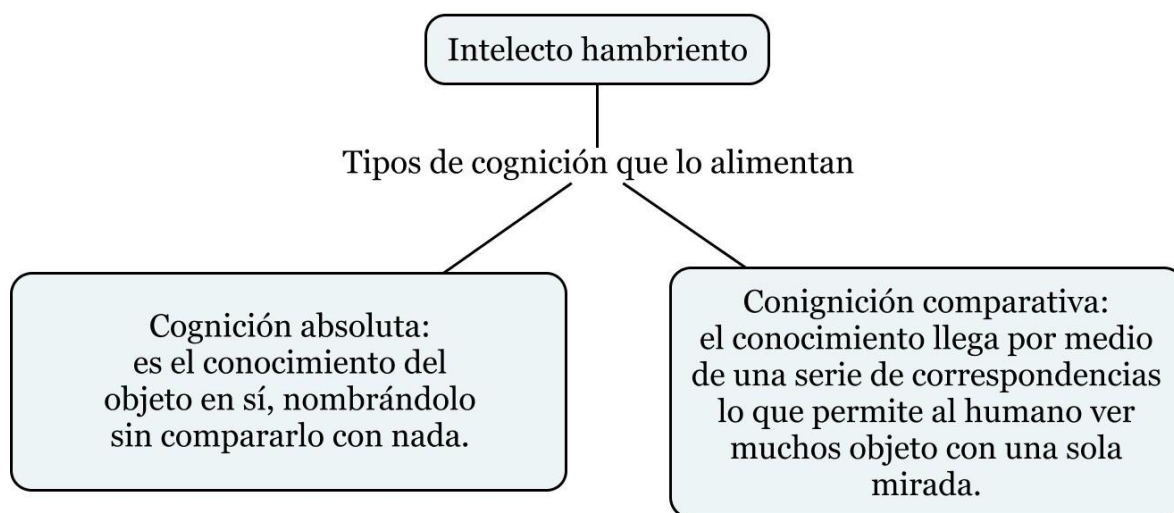 Intelecto hambriento
Tipos de cognición que lo alimentan
Cognición absoluta:
es el conocimiento del
objeto en sí, nombrándolo
sin compararlo con nada.
Conignición comparativa:
el conocimiento llega por medio
de una serie de correspondencias
lo que permite al humano ver
muchos objeto con una sola
mirada.